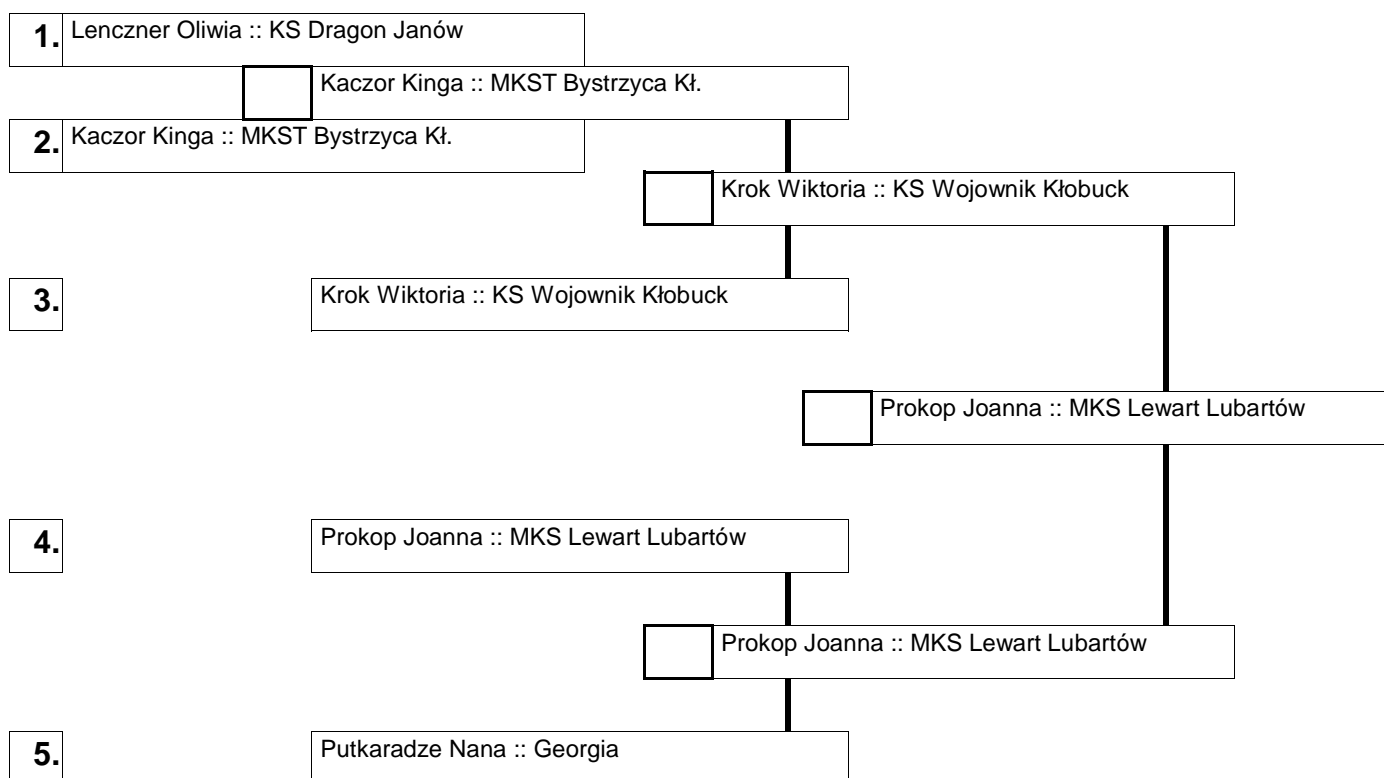 1. Lenczner Oliwia :: KS Dragon Janów
Kaczor Kinga :: MKST Bystrzyca Kł.
2. Kaczor Kinga :: MKST Bystrzyca Kł.
Krok Wiktoria :: KS Wojownik Kłobuck
3. Krok Wiktoria :: KS Wojownik Kłobuck
Prokop Joanna :: MKS Lewart Lubartów
4. Prokop Joanna :: MKS Lewart Lubartów
Prokop Joanna :: MKS Lewart Lubartów
5. Putkaradze Nana :: Georgia